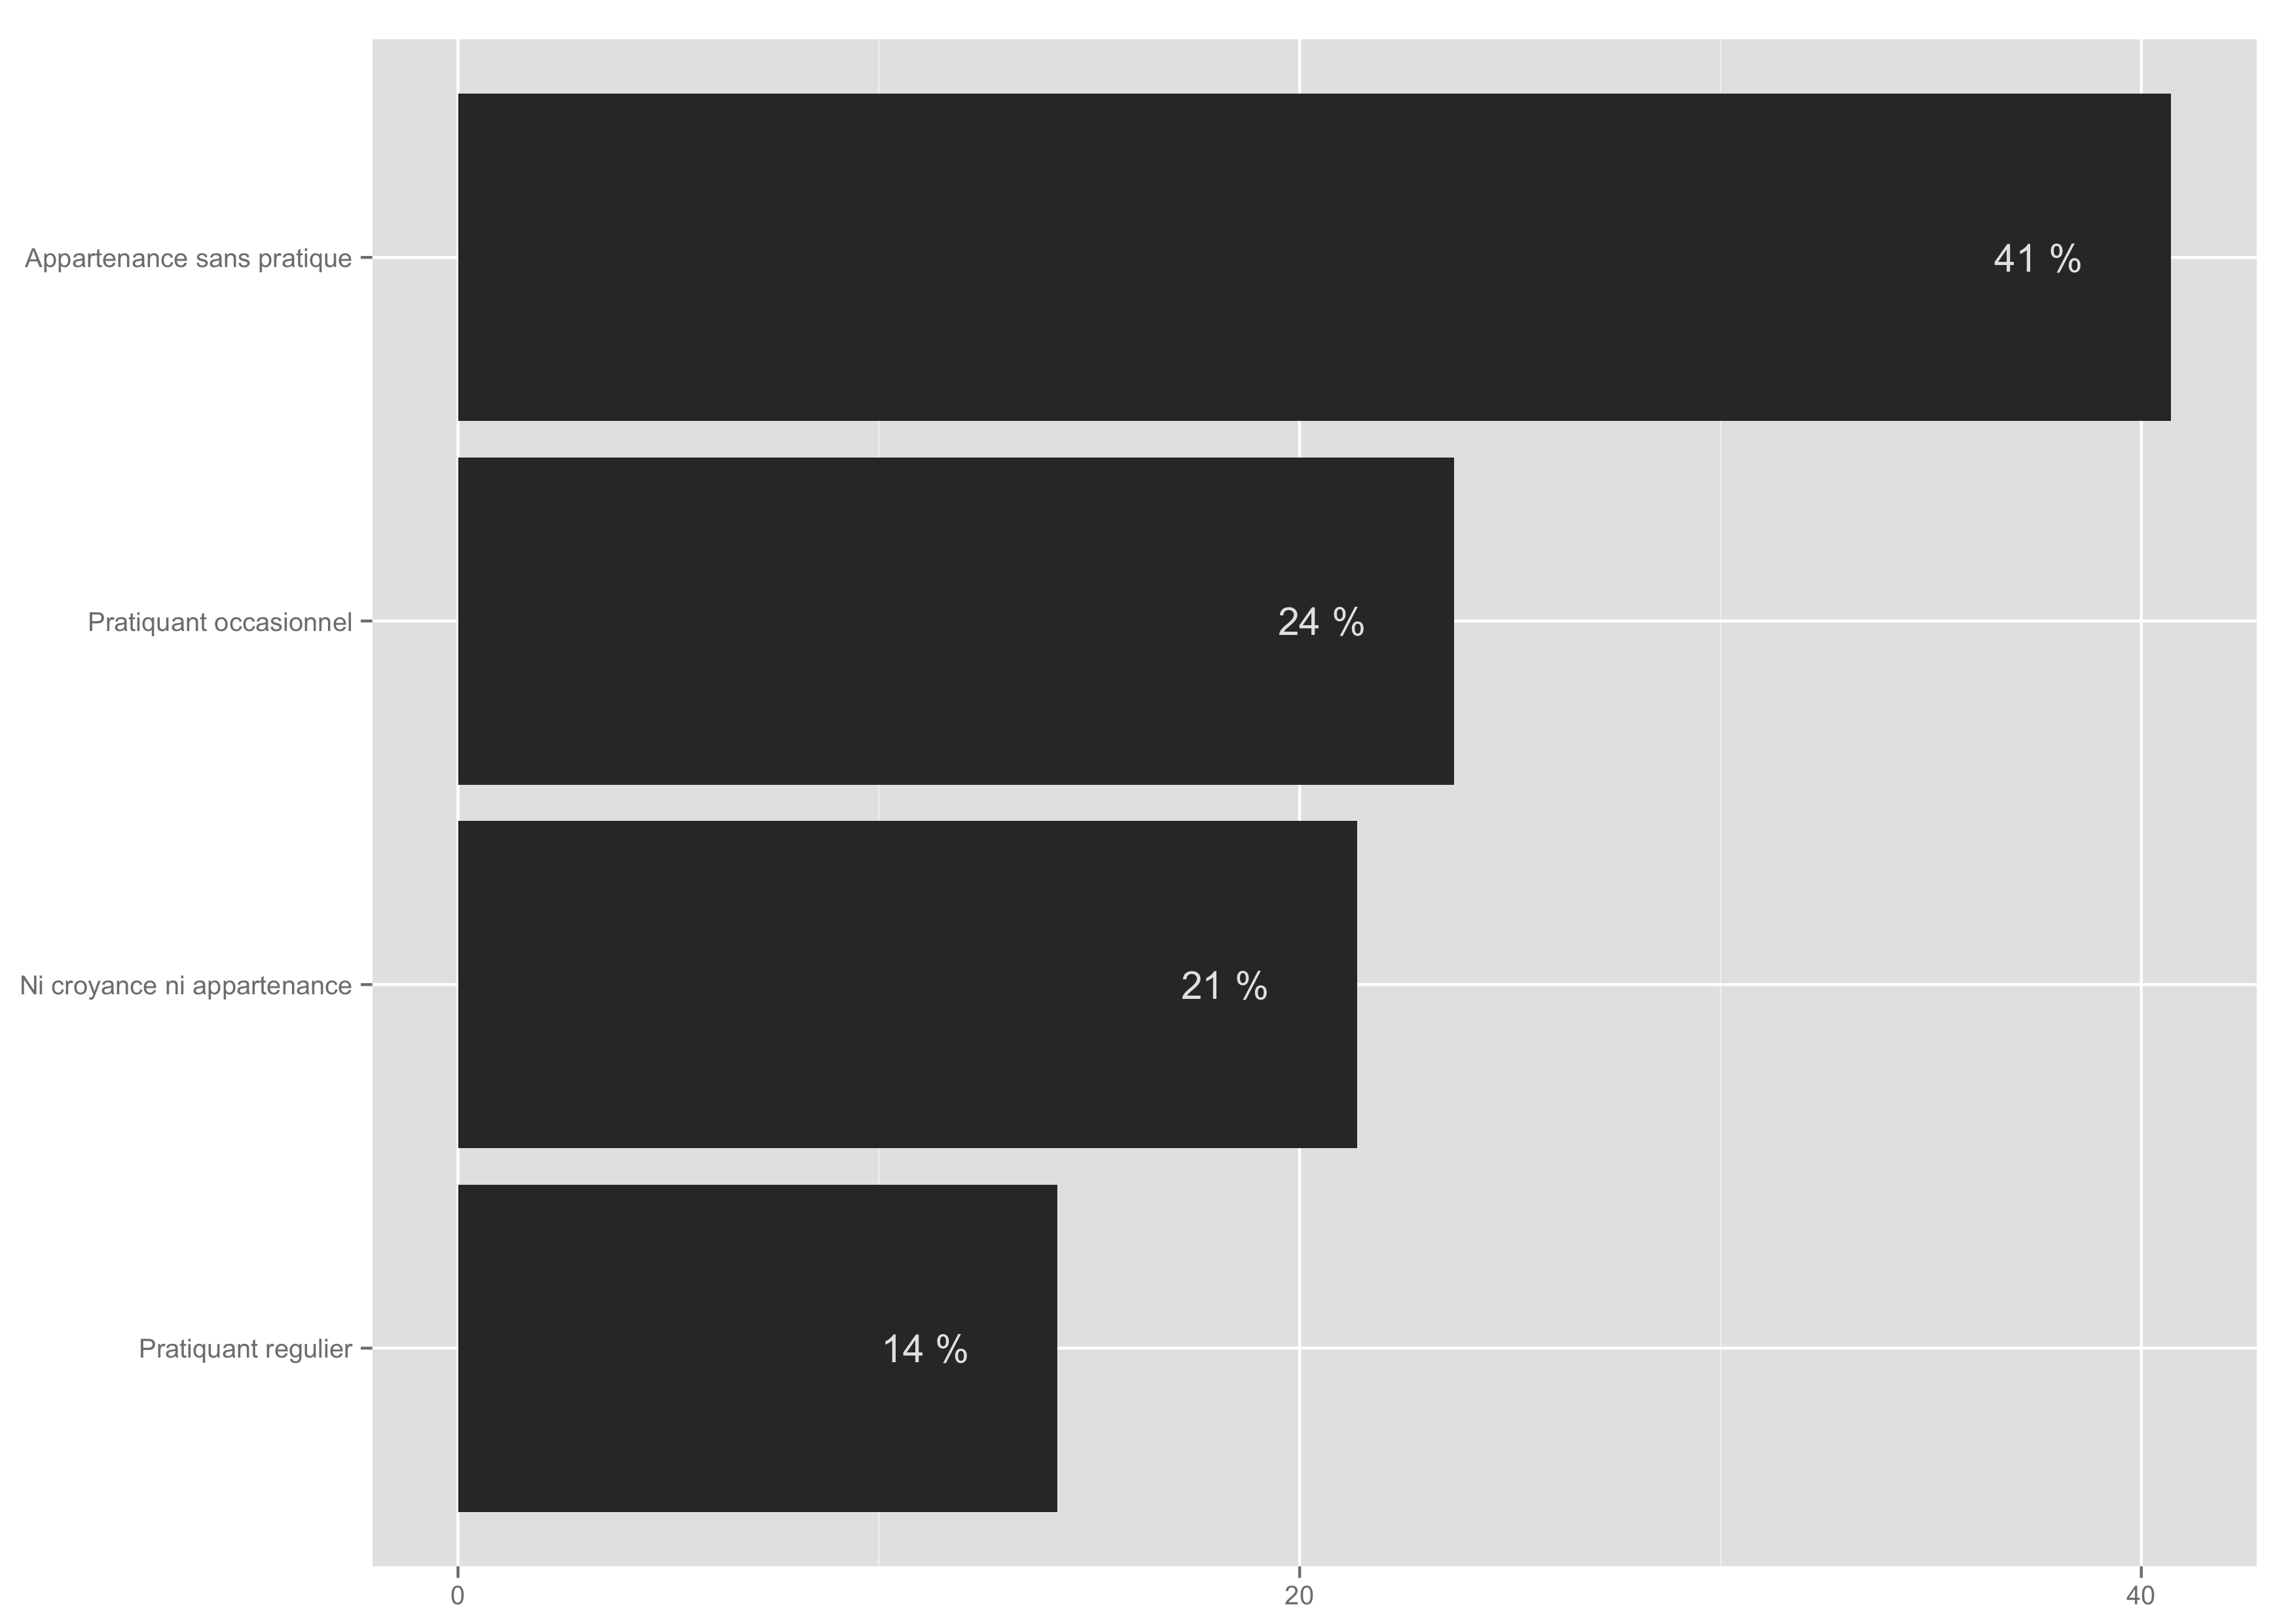 Appartenance sans pratique
41 %
Pratiquant occasionnel
24 %
Ni croyance ni appartenance
21 %
Pratiquant regulier
14 %
0 20 40